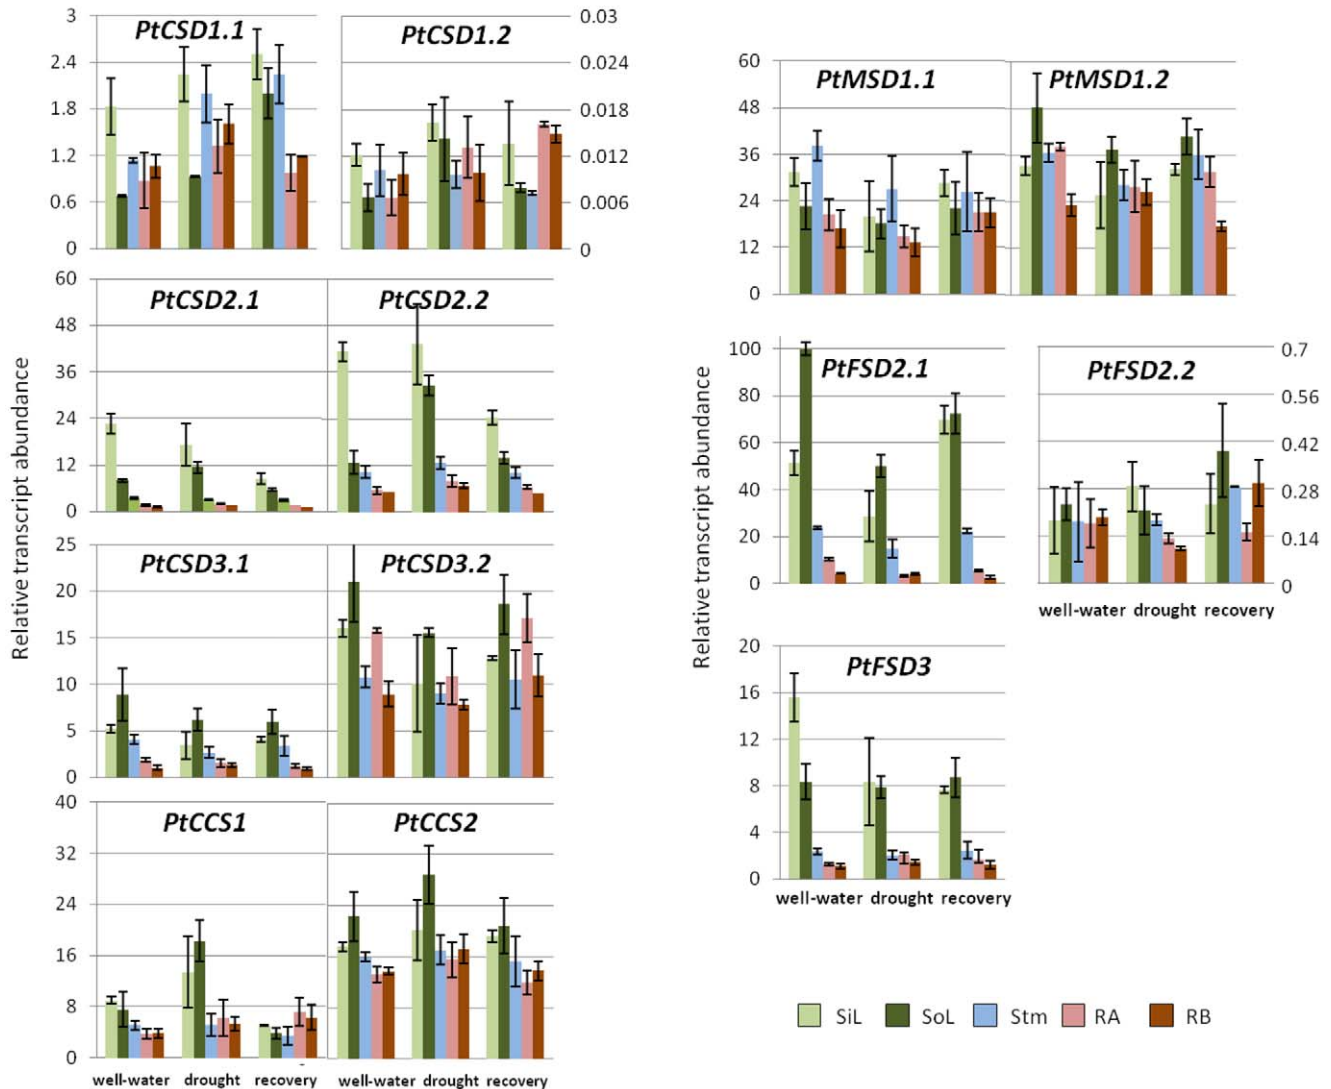 PtCSD1.1
PtCSD1.2
3
2.4
1.8
1.2
0.6
0
0.03
0.024
0.018
0.012
0.006
0
PtCSD2.1
PtCSD2.2
60
48
36
24
12
0
Relative transcript abundance
PtCSD3.1
PtCSD3.2
25
20
15
10
5
0
PtCCS1
PtCCS2
40
32
24
16
8
0
well-water drought recovery
well-water drought recovery
PtMSD1.1
PtMSD1.2
60
48
36
24
12
0
PtFSD2.1
PtFSD2.2
100
80
60
40
20
0
0.7
0.56
0.42
0.28
0.14
0
well-water drought recovery
Relative transcript abundance
PtFSD3
20
16
12
8
4
0
well-water drought recovery
SiL SoL Stm RA RB